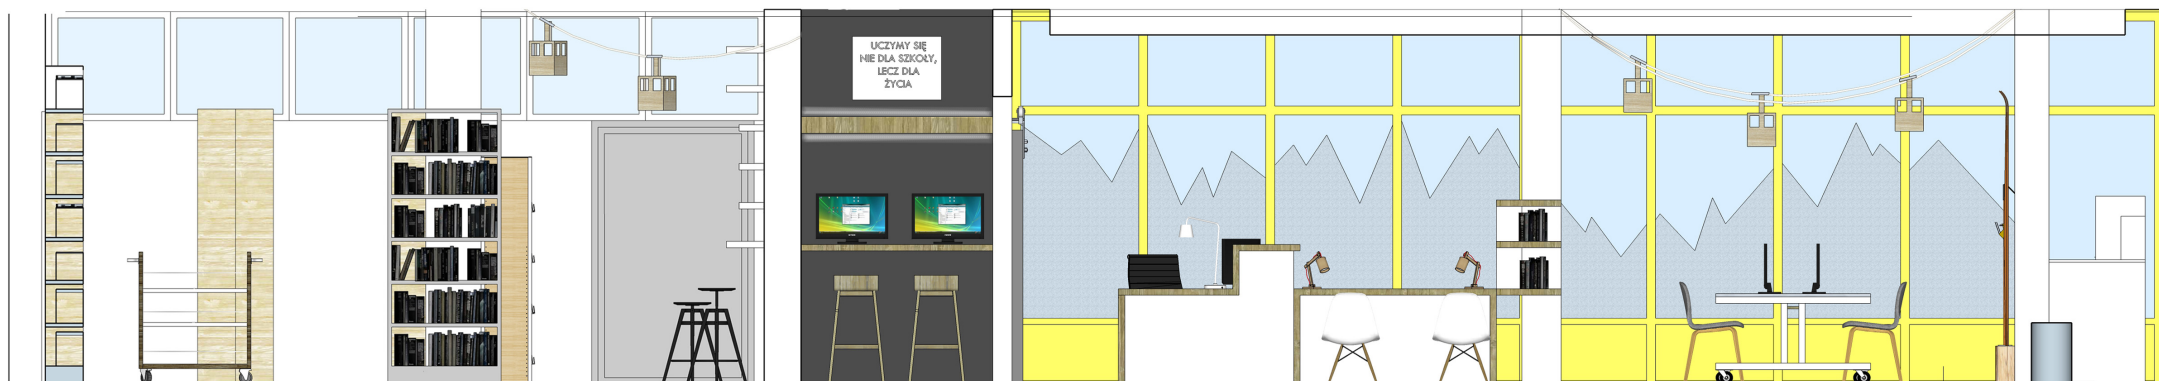 UCZYMY SIĘ
NIE DLA SZKOŁY,
LECZ DLA
ŻYCIA